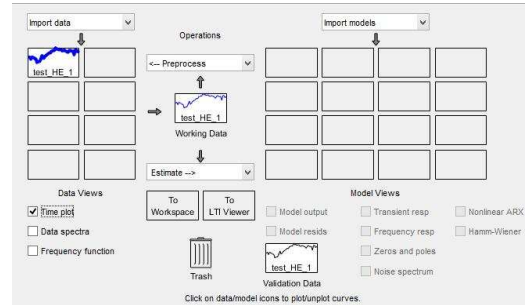 Import data
Operations
Import models
<-- Preprocess
test_HE_1
test_HE_1
Working Data
Estimate -->
Data Views
To Workspace
To LTI Viewer
Model Views
Time plot
Data spectra
Frequency function
Model output
Model resids
Transient resp
Frequency resp
Zeros and poles
Noise spectrum
Nonlinear ARX
Hamm-Wiener
Trash
test_HE_1
Validation Data
Click on data/model icons to plot/unplot curves.